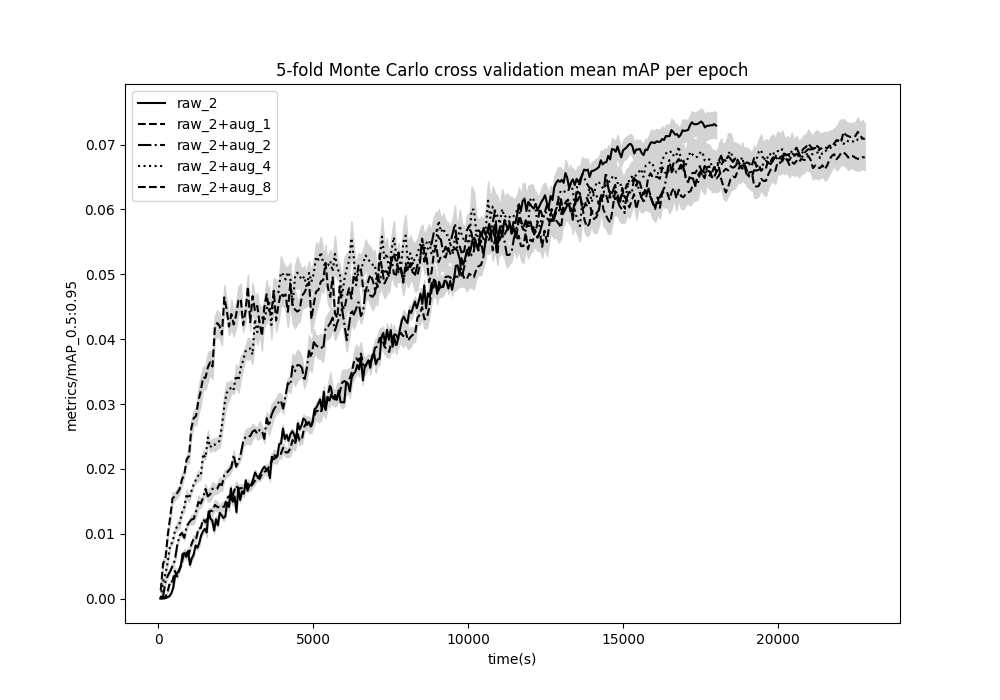 5-fold Monte Carlo cross validation mean mAP per epoch
raw_2
raw_2+aug_1
raw_2+aug_2
raw_2+aug_4
raw_2+aug_8
metrics/mAP_0.5:0.95
0.07
0.06
0.05
0.04
0.03
0.02
0.01
0.00
0
5000
10000
15000
20000
time(s)